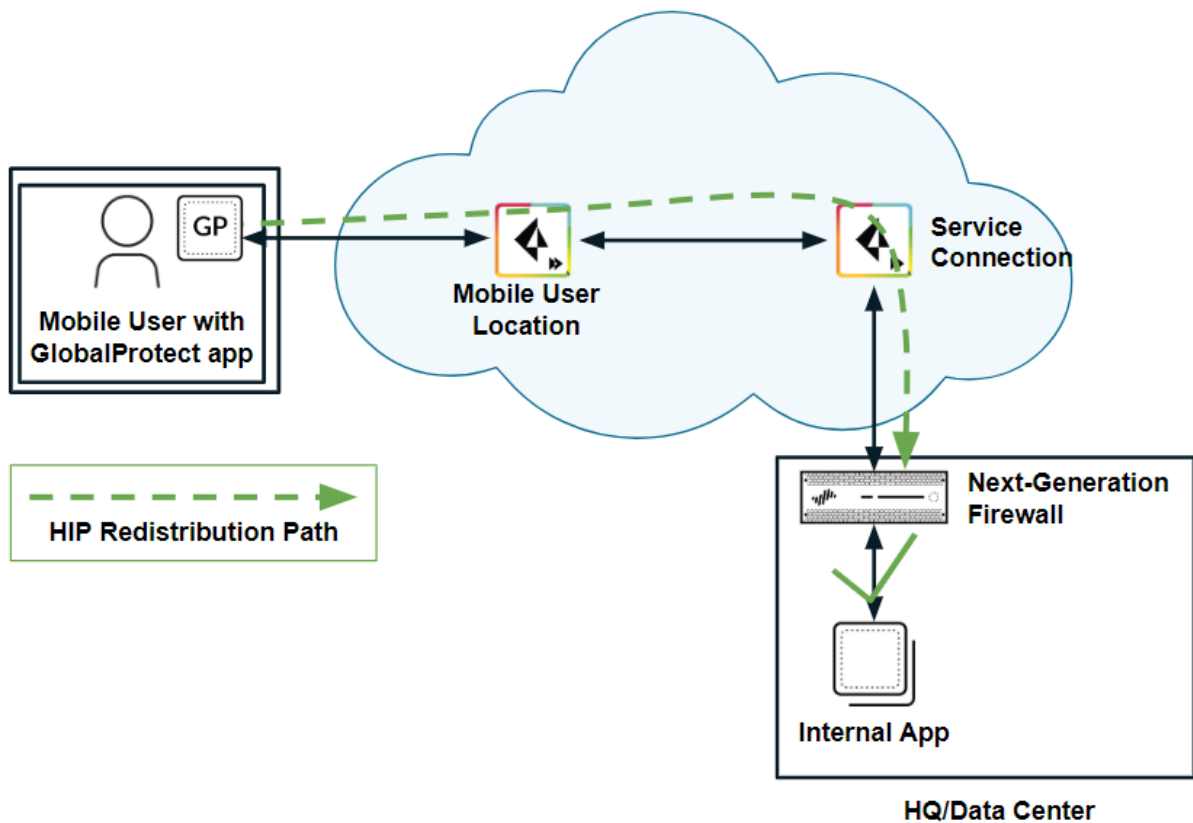 GP
Mobile User with
GlobalProtect app
Mobile User
Location
Service
Connection
HIP Redistribution Path
Next-Generation
Firewall
Internal App
HQ/Data Center